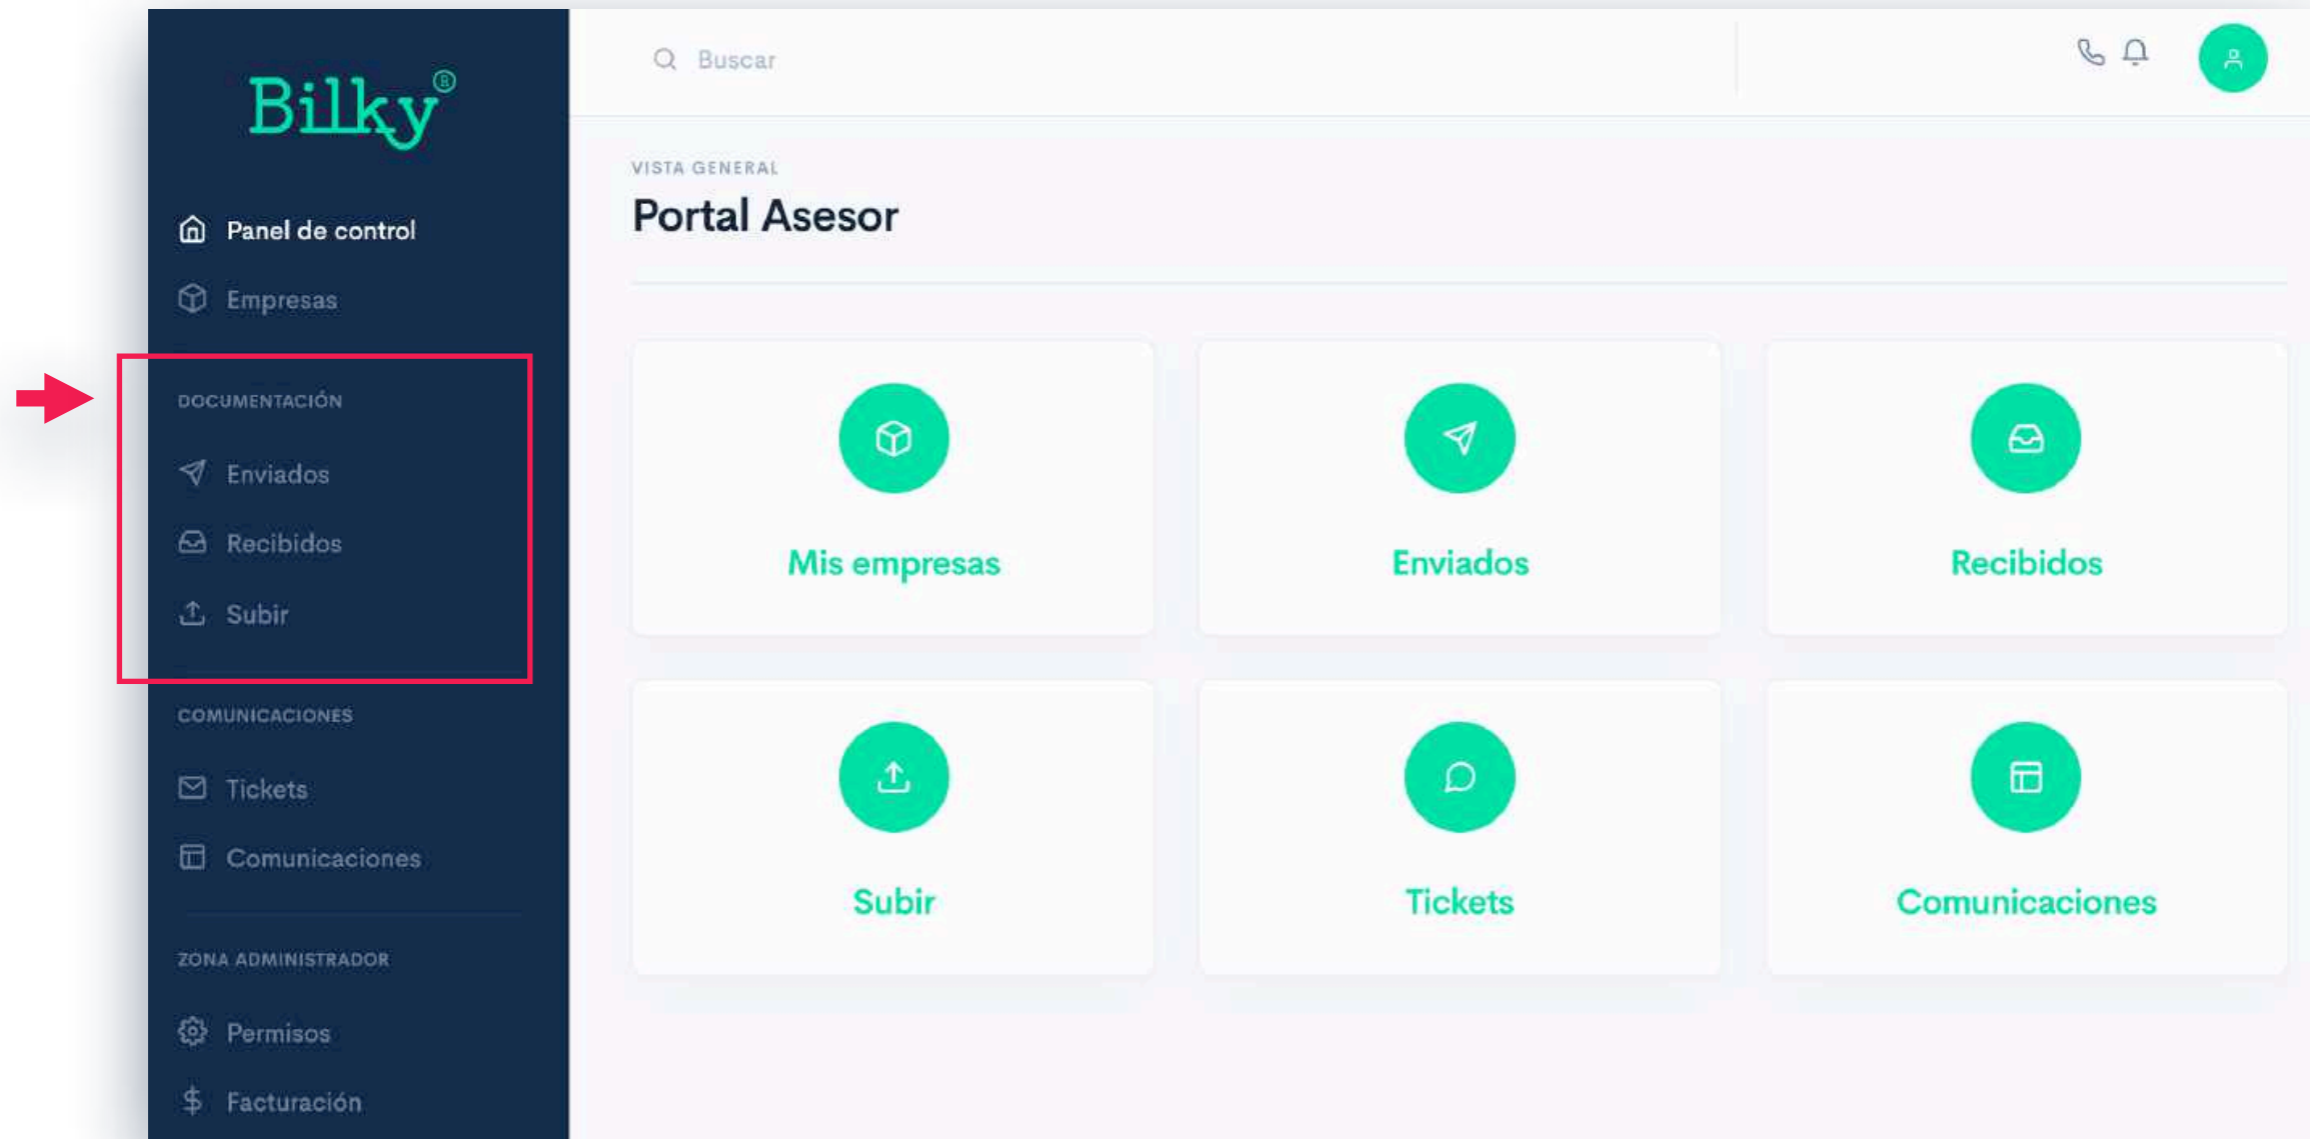 Bilky®
Panel de control
Empresas
DOCUMENTACIÓN
Enviados
Recibidos
Subir
COMUNICACIONES
Tickets
Comunicaciones
ZONA ADMINISTRADOR
Permisos
Facturación
Buscar
VISTA GENERAL
Portal Asesor
Mis empresas
Enviados
Recibidos
Subir
Tickets
Comunicaciones